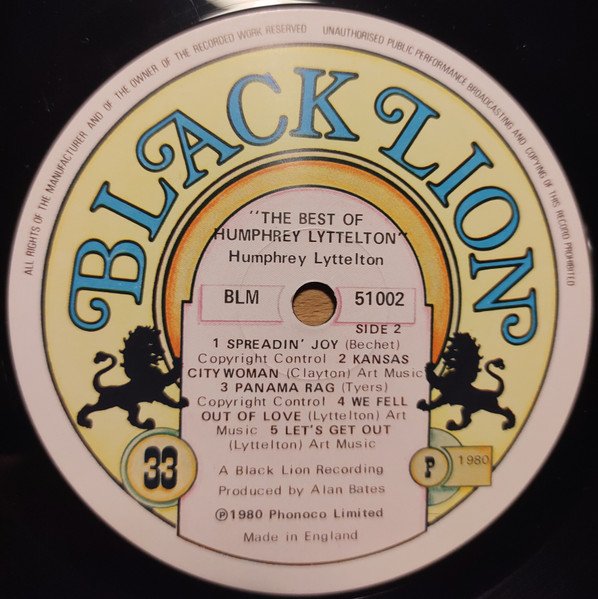 ALL RIGHTS OF THE MANUFACTURER AND OF THE OWNER OF THE RECORDED WORK RESERVED
UNAUTHORISED PUBLIC PERFORMANCE BROADCASTING AND COPYING OF THIS RECORD PROHIBITED
BLACK LION
"THE BEST OF
HUMPHREY LYTTELTON"
Humphrey Lyttelton
BLM 51002
SIDE 2
1 SPREADIN' JOY (Bechet)
Copyright Control 2 KANSAS
CITY WOMAN (Clayton) Art Music
3 PANAMA RAG (Tyers)
Copyright Control 4 WE FELL
OUT OF LOVE (Lyttelton) Art
Music 5 LET'S GET OUT
(Lyttelton) Art Music
33
P 1980
A Black Lion Recording
Produced by Alan Bates
℗1980 Phonoco Limited
Made in England